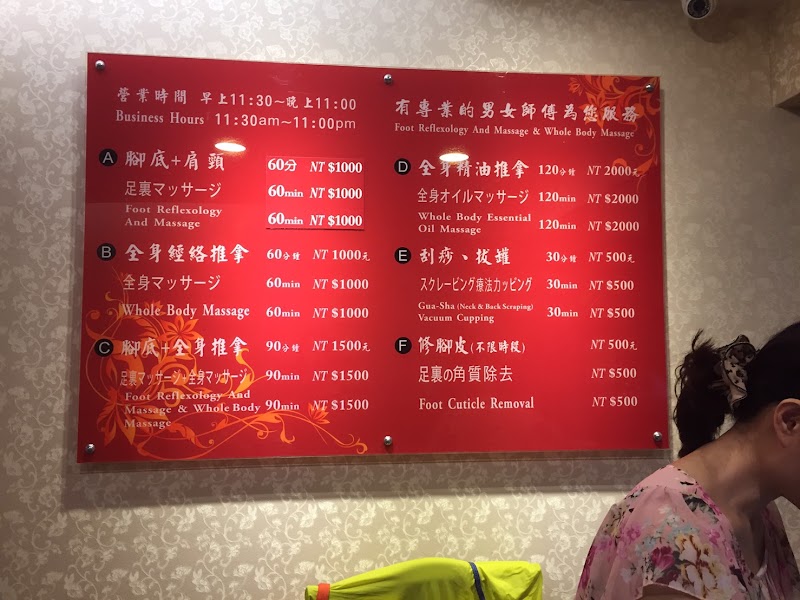 營業時間 早上11:30～晚上11:00
Business Hours 11:30am～11:00pm
A 腳底+肩頸 60分 NT $1000
足裏マッサージ 60min NT $1000
Foot Reflexology 60min NT $1000
And Massage
B 全身經絡推拿 60分鐘 NT 1000元
全身マッサージ 60min NT $1000
Whole Body Massage 60min NT $1000
C 腳底+全身推拿 90分鐘 NT 1500元
足裏マッサージ+全身マッサージ 90min NT $1500
Foot Reflexology And
Massage & Whole Body 90min NT $1500
Massage
有專業的男女師傅為您服務
Foot Reflexology And Massage & Whole Body Massage
D 全身精油推拿 120分鐘 NT 2000元
全身オイルマッサージ 120min NT $2000
Whole Body Essential 120min NT $2000
Oil Massage
E 刮痧、拔罐 30分鐘 NT 500元
スクレービング療法カッピング 30min NT $500
Gua-Sha (Neck & Back Scraping) 30min NT $500
Vacuum Cupping
F 修腳皮(不限時段) NT 500元
足裏の角質除去 NT $500
Foot Cuticle Removal NT $500